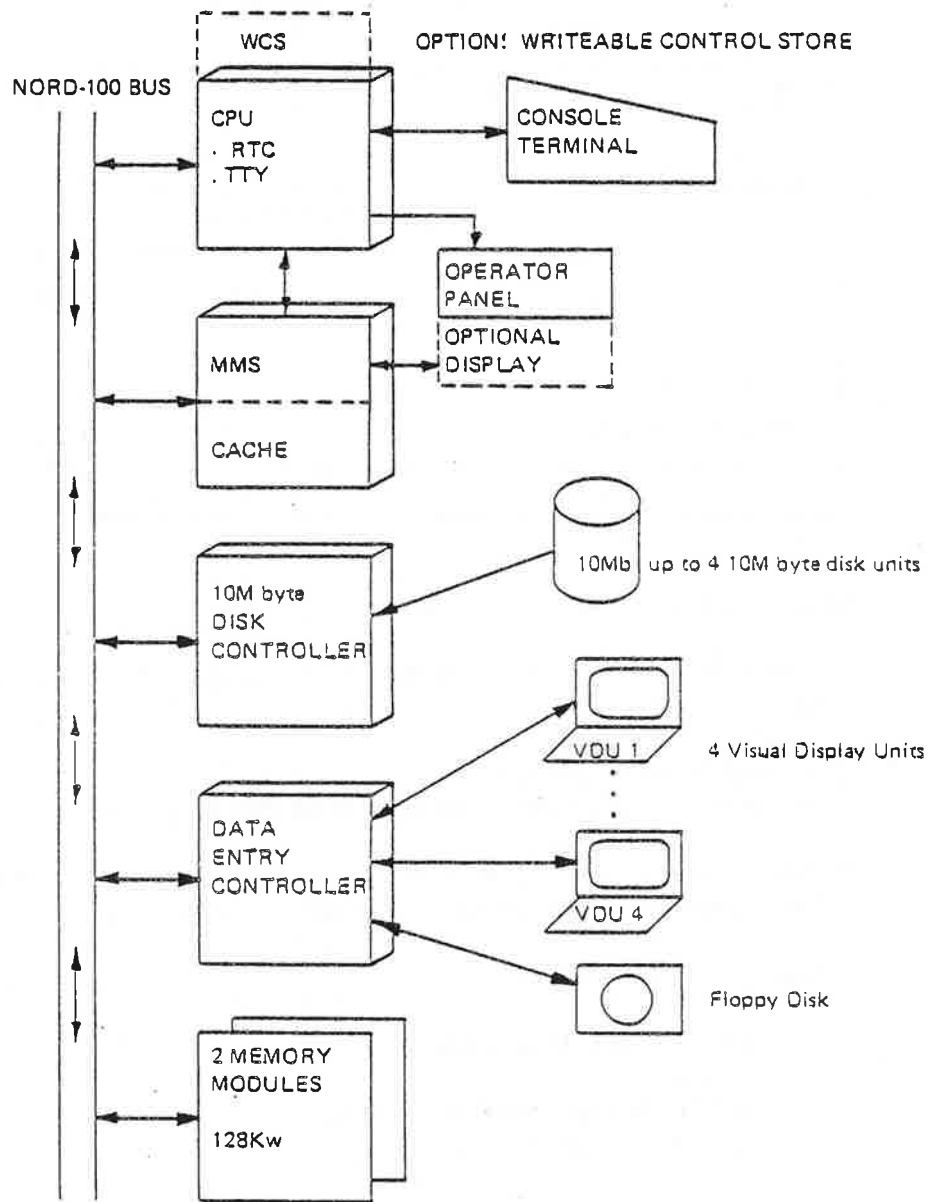 WCS
OPTION: WRITEABLE CONTROL STORE
NORD-100 BUS
CPU
. RTC
. TTY
CONSOLE
TERMINAL
OPERATOR
PANEL
OPTIONAL
DISPLAY
MMS
CACHE
10M byte
DISK
CONTROLLER
10Mb up to 4 10M byte disk units
VDU 1
4 Visual Display Units
DATA
ENTRY
CONTROLLER
VDU 4
Floppy Disk
2 MEMORY
MODULES
128Kw